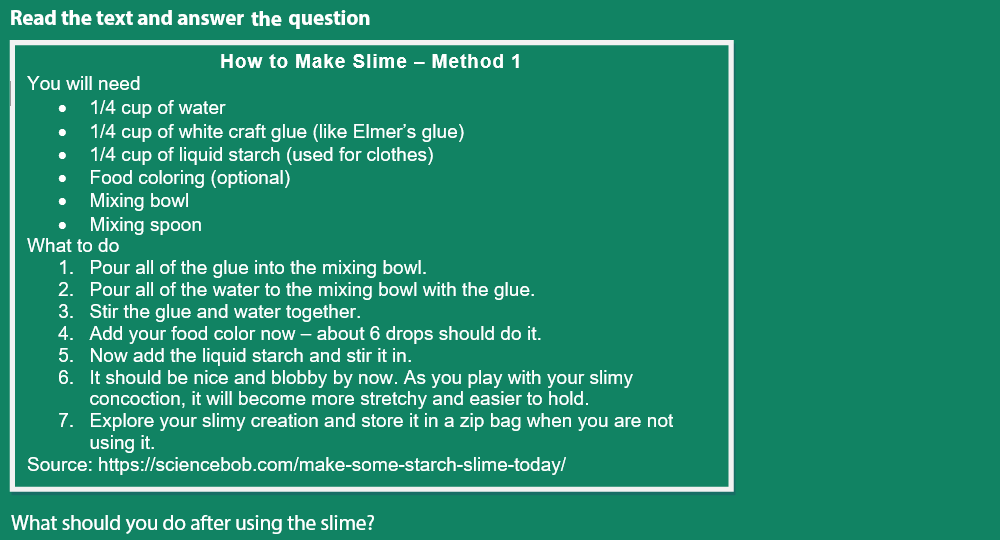 Read the text and answer the question
How to Make Slime – Method 1
You will need
• 1/4 cup of water
• 1/4 cup of white craft glue (like Elmer’s glue)
• 1/4 cup of liquid starch (used for clothes)
• Food coloring (optional)
• Mixing bowl
• Mixing spoon
What to do
1. Pour all of the glue into the mixing bowl.
2. Pour all of the water to the mixing bowl with the glue.
3. Stir the glue and water together.
4. Add your food color now – about 6 drops should do it.
5. Now add the liquid starch and stir it in.
6. It should be nice and blobby by now. As you play with your slimy
concoction, it will become more stretchy and easier to hold.
7. Explore your slimy creation and store it in a zip bag when you are not
using it.
Source: https://sciencebob.com/make-some-starch-slime-today/
What should you do after using the slime?